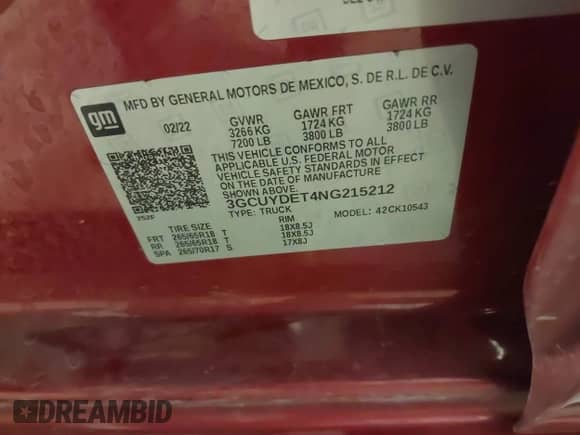 gm
MFD BY GENERAL MOTORS DE MEXICO, S. DE R.L. DE C.V.
02/22 GVWR GAWR FRT GAWR RR
3266 KG 1724 KG 1724 KG
7200 LB 3800 LB 3800 LB
THIS VEHICLE CONFORMS TO ALL
APPLICABLE U.S. FEDERAL MOTOR
VEHICLE SAFETY STANDARDS IN EFFECT
ON THE DATE OF MANUFACTURE
SHOWN ABOVE.
3GCUYDET4NG215212
TYPE: TRUCK MODEL: 42CK10543
252F
TIRE SIZE RIM
FRT 265/65R18 T 18X8.5J
RR 265/65R18 T 18X8.5J
SPA 265/70R17 S 17X8J
DREAMBID